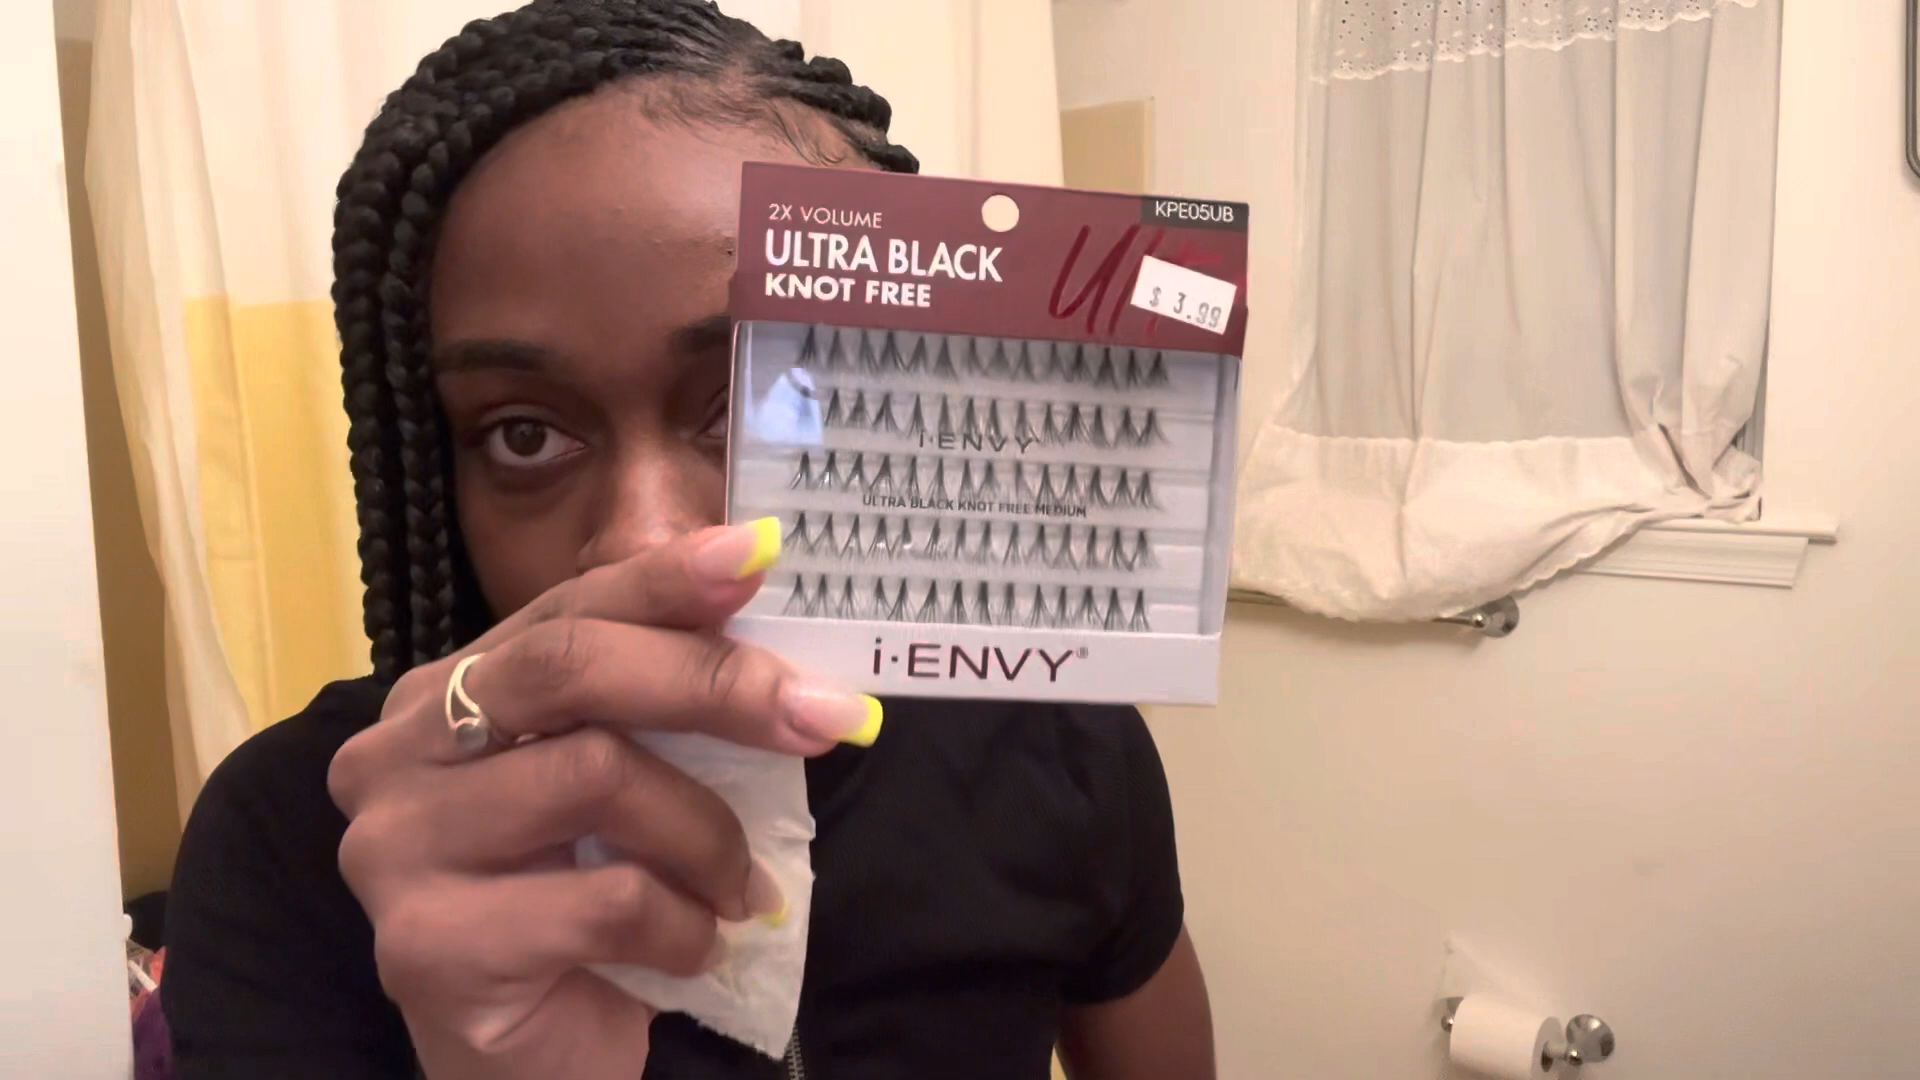 2X VOLUME
ULTRA BLACK
KNOT FREE
KPE05UB
$ 3.99
i·ENVY
ULTRA BLACK KNOT FREE MEDIUM
i·ENVY®